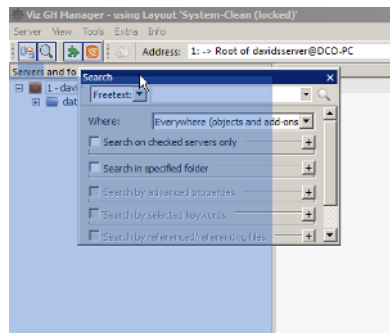 Viz GH Manager - using Layout 'System-Clean (locked)'
Server View Tools Extra Info
Address: 1: -> Root of davidsserver@DCO-PC
Servers and fo
Search
1 - davi
Freetext:
dat
Where: Everywhere (objects and add-ons
Search on checked servers only
Search in specified folder
Search by advanced properties
Search by selected keywords
Search by referenced/referencing files